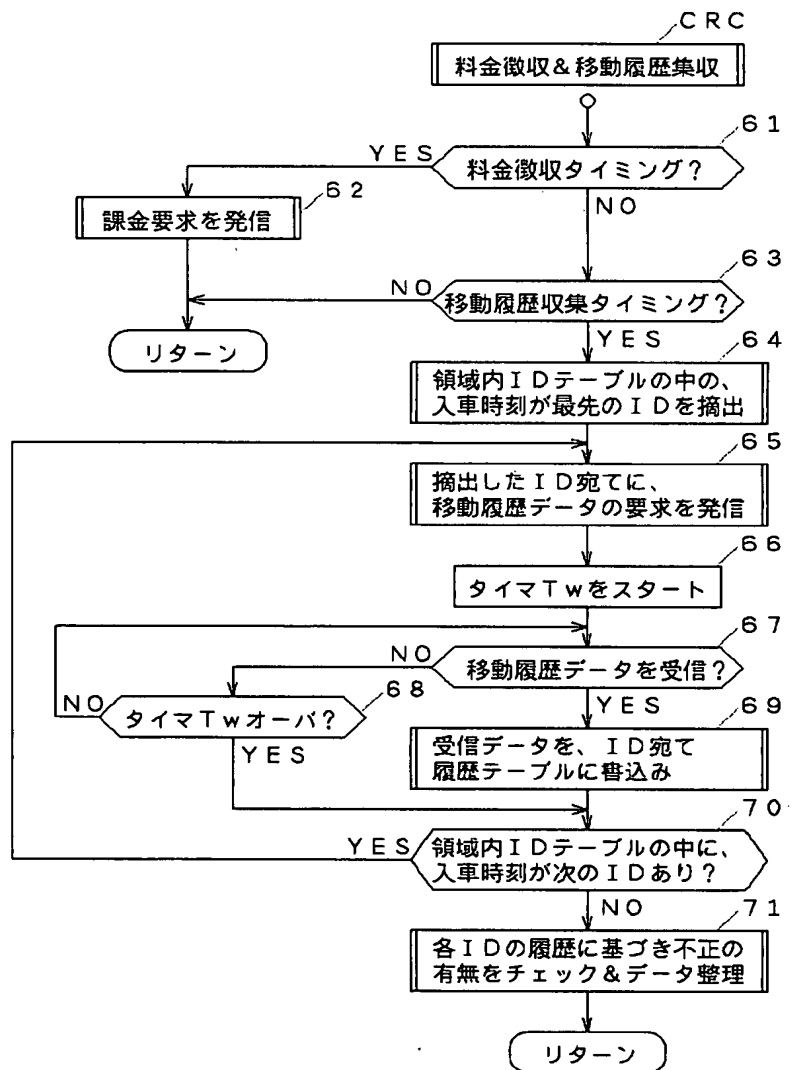 CRC
料金徴収＆移動履歴集収
61
YES
料金徴収タイミング？
62
NO
課金要求を発信
63
NO
移動履歴収集タイミング？
YES
リターン
64
領域内IDテーブルの中の、
入車時刻が最先のIDを摘出
65
摘出したID宛てに、
移動履歴データの要求を発信
66
タイマTwをスタート
67
NO
移動履歴データを受信？
68
NO
タイマTwオーバ？
YES
69
YES
受信データを、ID宛て
履歴テーブルに書込み
70
YES
領域内IDテーブルの中に、
入車時刻が次のIDあり？
NO
71
各IDの履歴に基づき不正の
有無をチェック＆データ整理
リターン